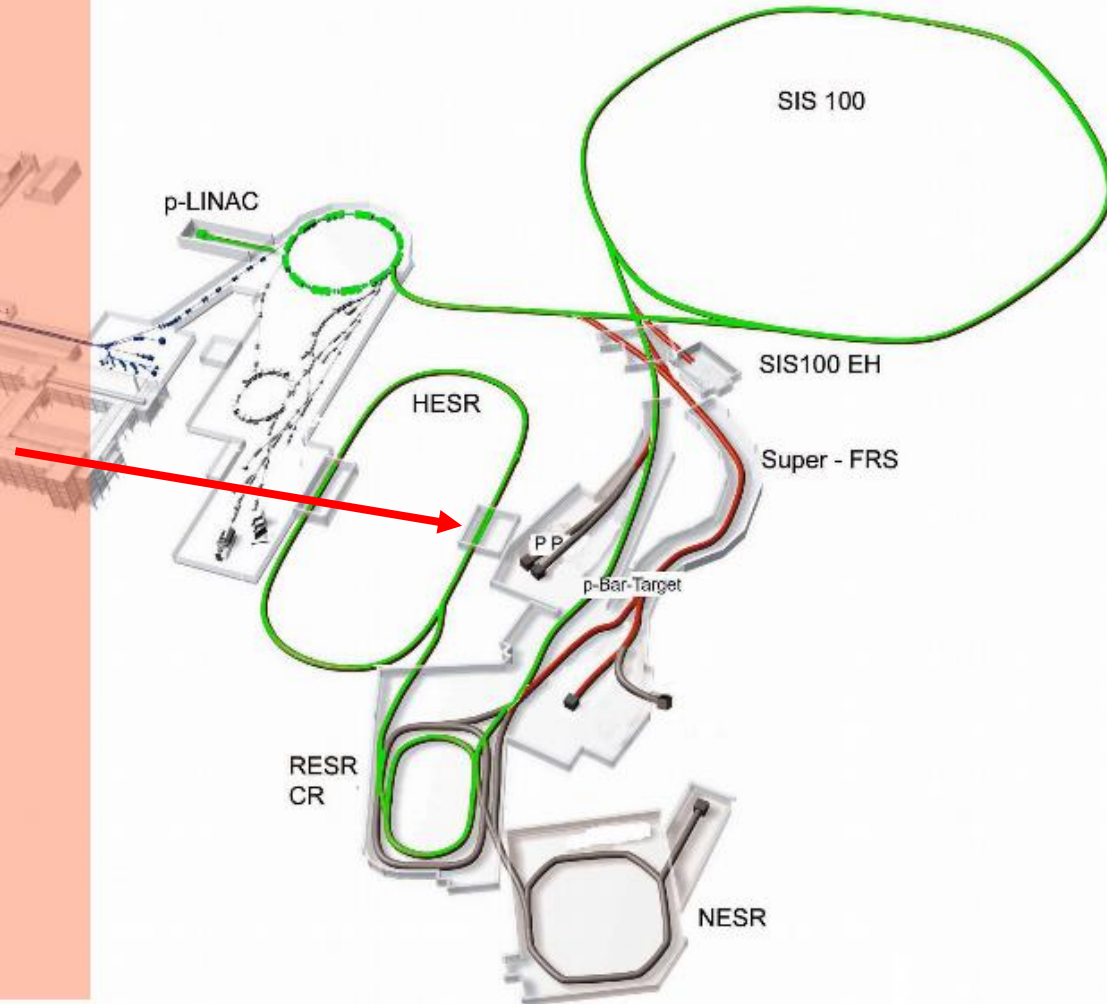 SIS 100
p-LINAC
SIS100 EH
HESR
Super - FRS
P P
p-Bar-Target
RESR
CR
NESR